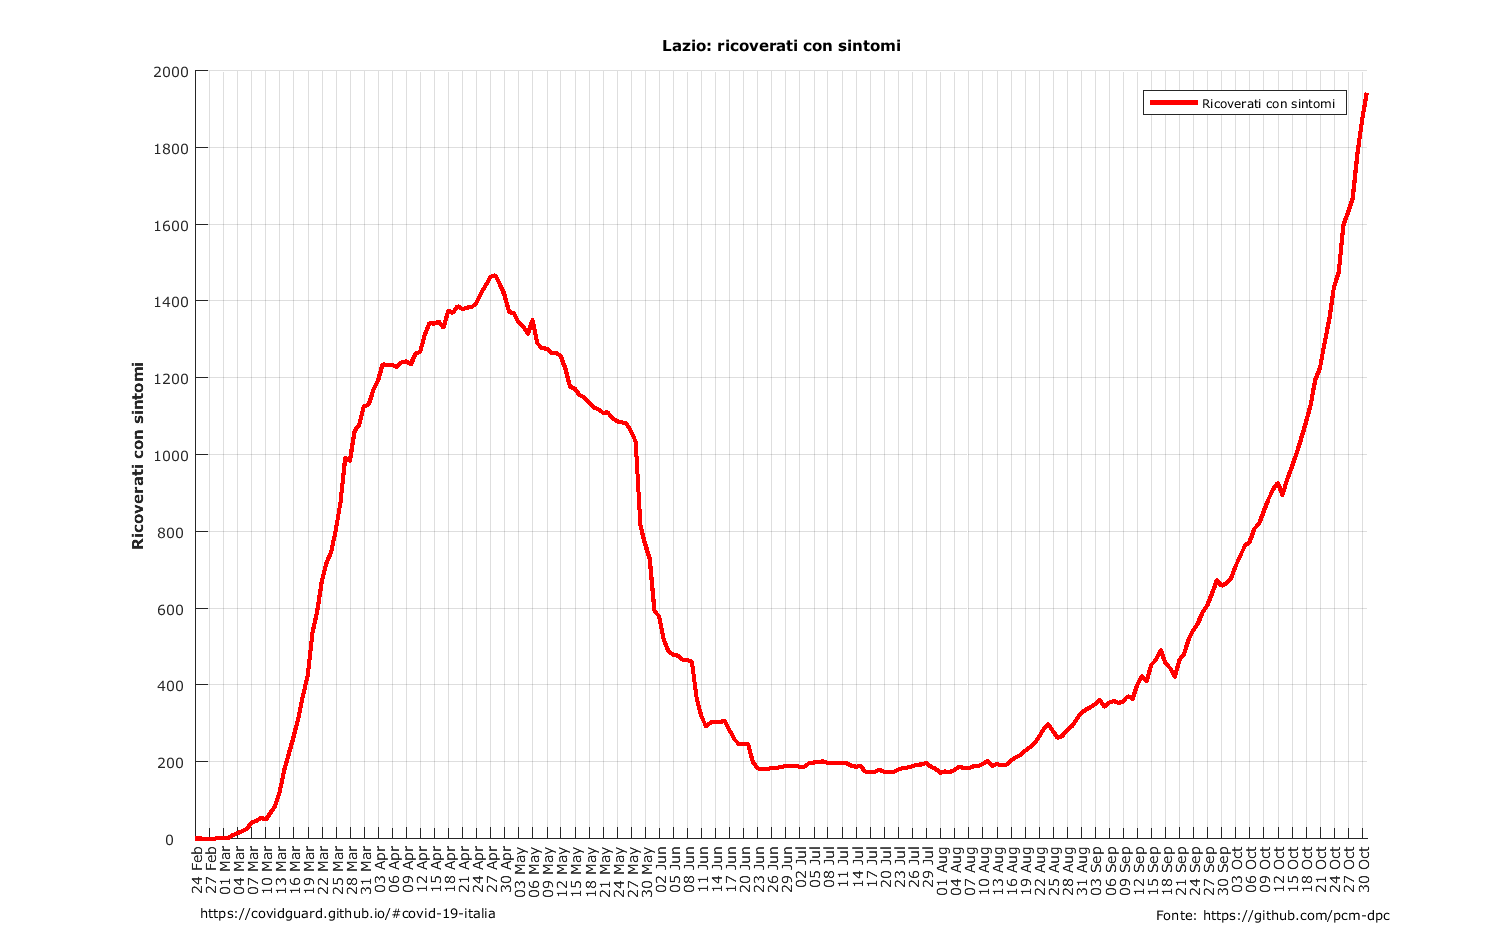 Lazio: ricoverati con sintomi
Ricoverati con sintomi
Ricoverati con sintomi
2000
1800
1600
1400
1200
1000
800
600
400
200
0
24 Feb
27 Feb
01 Mar
04 Mar
07 Mar
10 Mar
13 Mar
16 Mar
19 Mar
22 Mar
25 Mar
28 Mar
31 Mar
03 Apr
06 Apr
09 Apr
12 Apr
15 Apr
18 Apr
21 Apr
24 Apr
27 Apr
30 Apr
03 May
06 May
09 May
12 May
15 May
18 May
21 May
24 May
27 May
30 May
02 Jun
05 Jun
08 Jun
11 Jun
14 Jun
17 Jun
20 Jun
23 Jun
26 Jun
29 Jun
02 Jul
05 Jul
08 Jul
11 Jul
14 Jul
17 Jul
20 Jul
23 Jul
26 Jul
29 Jul
01 Aug
04 Aug
07 Aug
10 Aug
13 Aug
16 Aug
19 Aug
22 Aug
25 Aug
28 Aug
31 Aug
03 Sep
06 Sep
09 Sep
12 Sep
15 Sep
18 Sep
21 Sep
24 Sep
27 Sep
30 Sep
03 Oct
06 Oct
09 Oct
12 Oct
15 Oct
18 Oct
21 Oct
24 Oct
27 Oct
30 Oct
https://covidguard.github.io/#covid-19-italia
Fonte: https://github.com/pcm-dpc